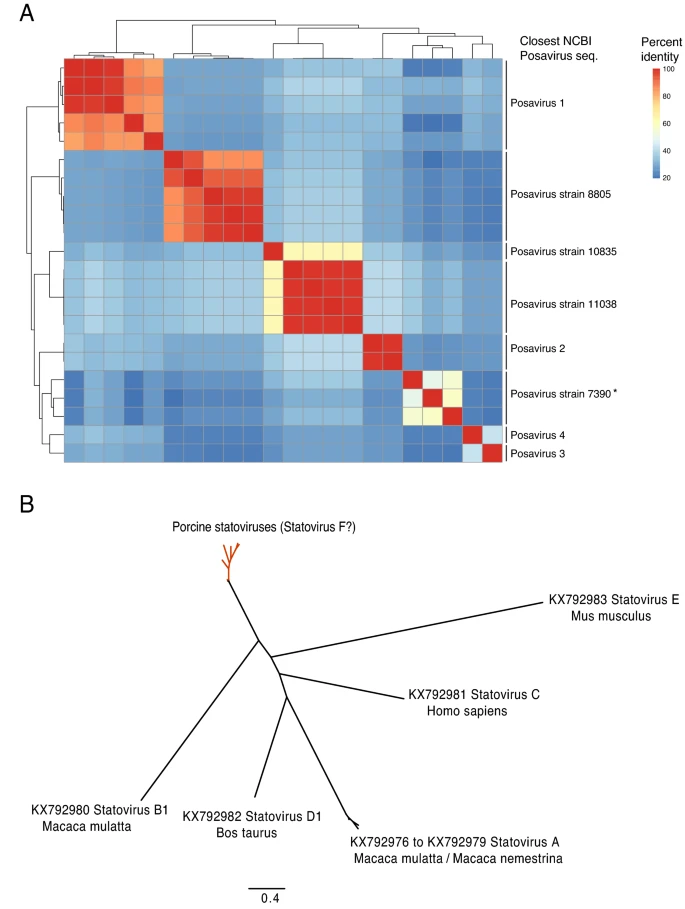 A
Closest NCBI
Posavirus seq.
Percent
identity
100
80
60
40
20
Posavirus 1
Posavirus strain 8805
Posavirus strain 10835
Posavirus strain 11038
Posavirus 2
Posavirus strain 7390 *
Posavirus 4
Posavirus 3
B
Porcine statoviruses (Statovirus F?)
KX792983 Statovirus E
Mus musculus
KX792981 Statovirus C
Homo sapiens
KX792980 Statovirus B1
Macaca mulatta
KX792982 Statovirus D1
Bos taurus
KX792976 to KX792979 Statovirus A
Macaca mulatta / Macaca nemestrina
0.4